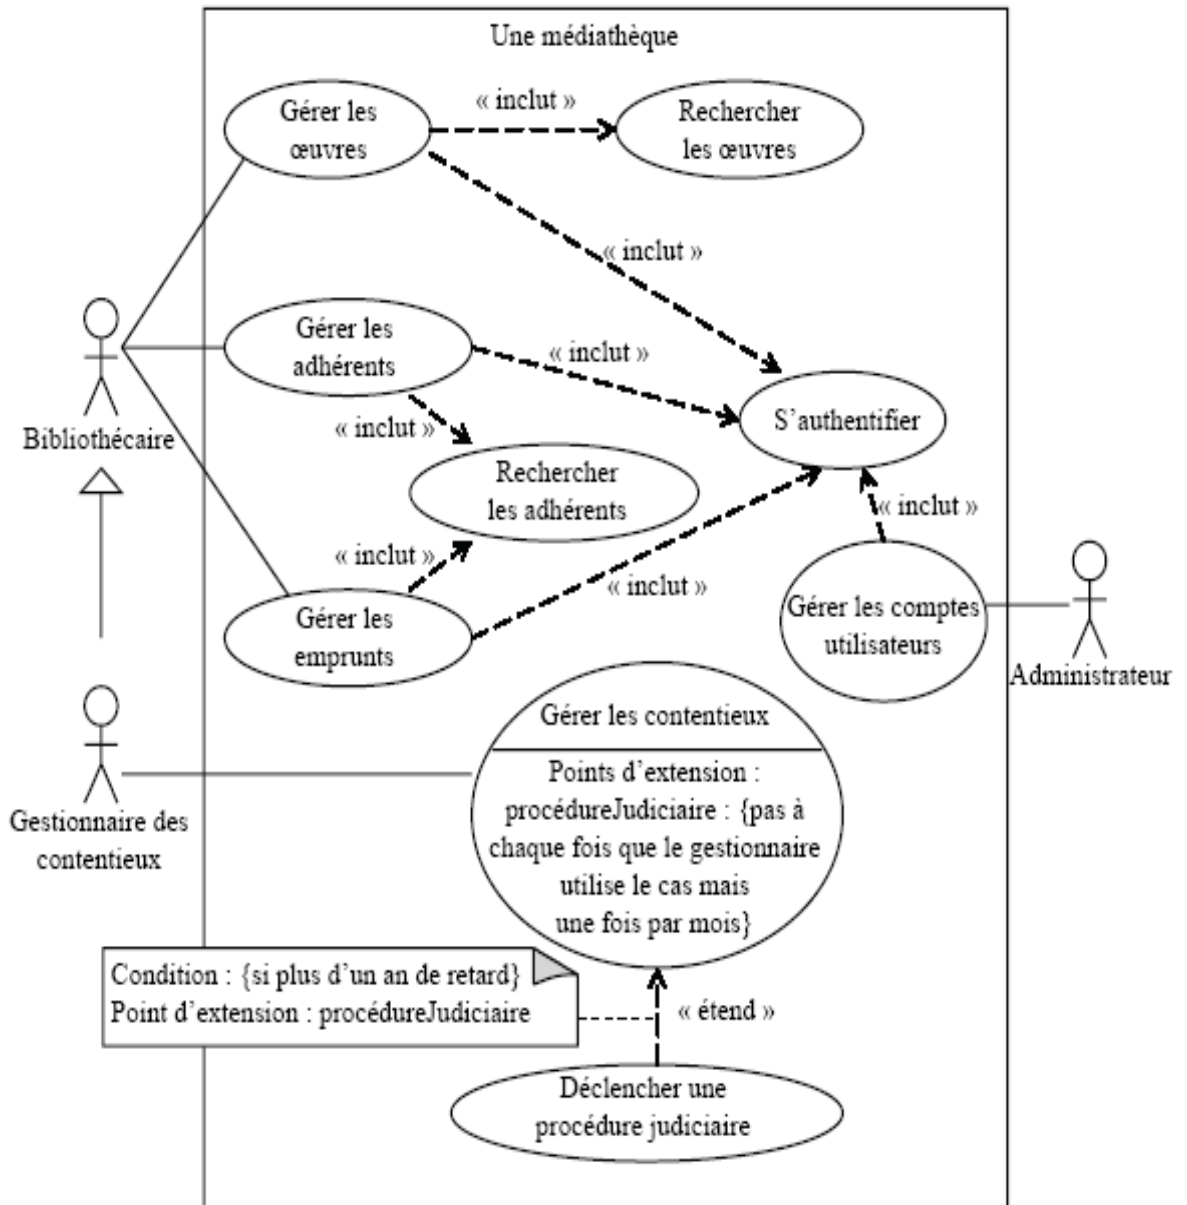 Une médiathèque
Gérer les
œuvres
« inclut »
Rechercher
les œuvres
« inclut »
Gérer les
adhérents
« inclut »
Bibliothécaire
« inclut »
S’authentifier
Rechercher
les adhérents
« inclut »
« inclut »
« inclut »
Gérer les
emprunts
Gérer les comptes
utilisateurs
Administrateur
Gérer les contentieux
Points d’extension :
procédureJudiciaire : {pas à
chaque fois que le gestionnaire
utilise le cas mais
une fois par mois}
Gestionnaire des
contentieux
Condition : {si plus d’un an de retard}
Point d’extension : procédureJudiciaire
« étend »
Déclencher une
procédure judiciaire